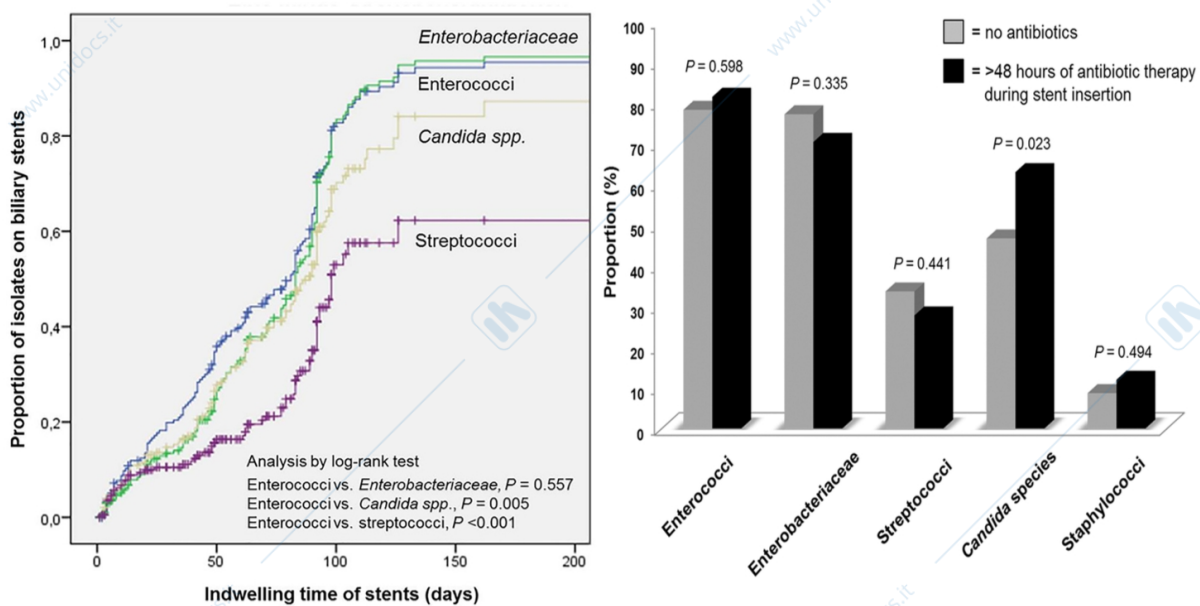 Proportion of isolates on biliary stents
1,0
0,8
0,6
0,4
0,2
0,0
Enterobacteriaceae
Enterococci
Candida spp.
Streptococci
Analysis by log-rank test
Enterococci vs. Enterobacteriaceae, P = 0.557
Enterococci vs. Candida spp., P = 0.005
Enterococci vs. streptococci, P <0.001
0
50
100
150
200
Indwelling time of stents (days)
Proportion (%)
100
90
80
70
60
50
40
30
20
10
0
= no antibiotics
= >48 hours of antibiotic therapy
during stent insertion
P = 0.598
P = 0.335
P = 0.441
P = 0.023
P = 0.494
Enterococci
Enterobacteriaceae
Streptococci
Candida species
Staphylococci
www.unidocs.it